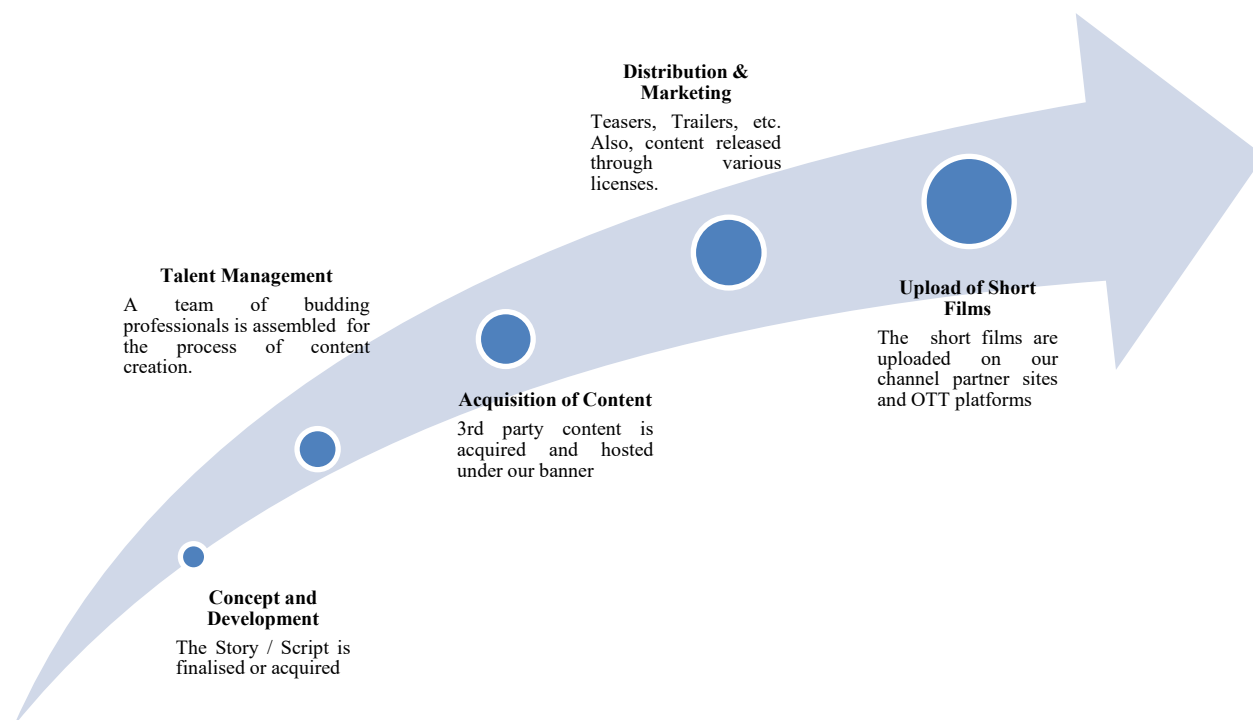 Distribution &
Marketing
Teasers, Trailers, etc.
Also, content released
through various
licenses.
Talent Management
A team of budding
professionals is assembled for
the process of content
creation.
Upload of Short
Films
The short films are
uploaded on our
channel partner sites
and OTT platforms
Acquisition of Content
3rd party content is
acquired and hosted
under our banner
Concept and
Development
The Story / Script is
finalised or acquired